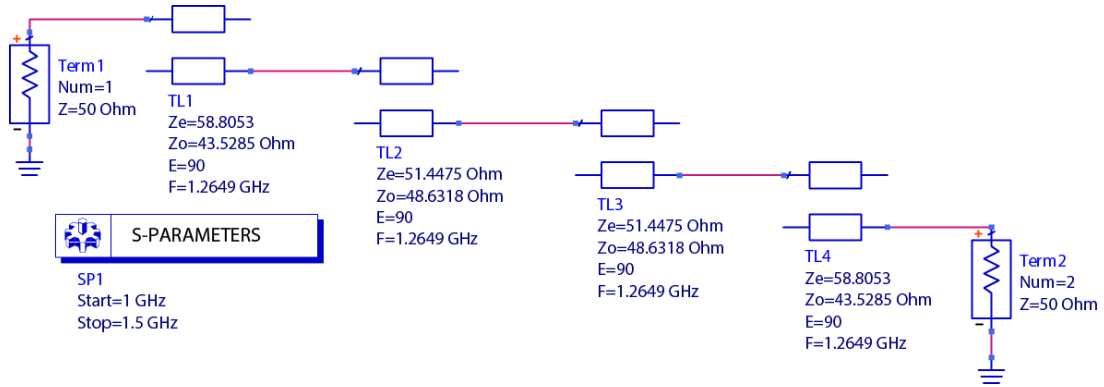 +
Term1
Num=1
Z=50 Ohm
-
TL1
Ze=58.8053
Zo=43.5285 Ohm
E=90
F=1.2649 GHz
TL2
Ze=51.4475 Ohm
Zo=48.6318 Ohm
E=90
F=1.2649 GHz
TL3
Ze=51.4475 Ohm
Zo=48.6318 Ohm
E=90
F=1.2649 GHz
TL4
Ze=58.8053
Zo=43.5285 Ohm
E=90
F=1.2649 GHz
+
Term2
Num=2
Z=50 Ohm
-
S-PARAMETERS
SP1
Start=1 GHz
Stop=1.5 GHz